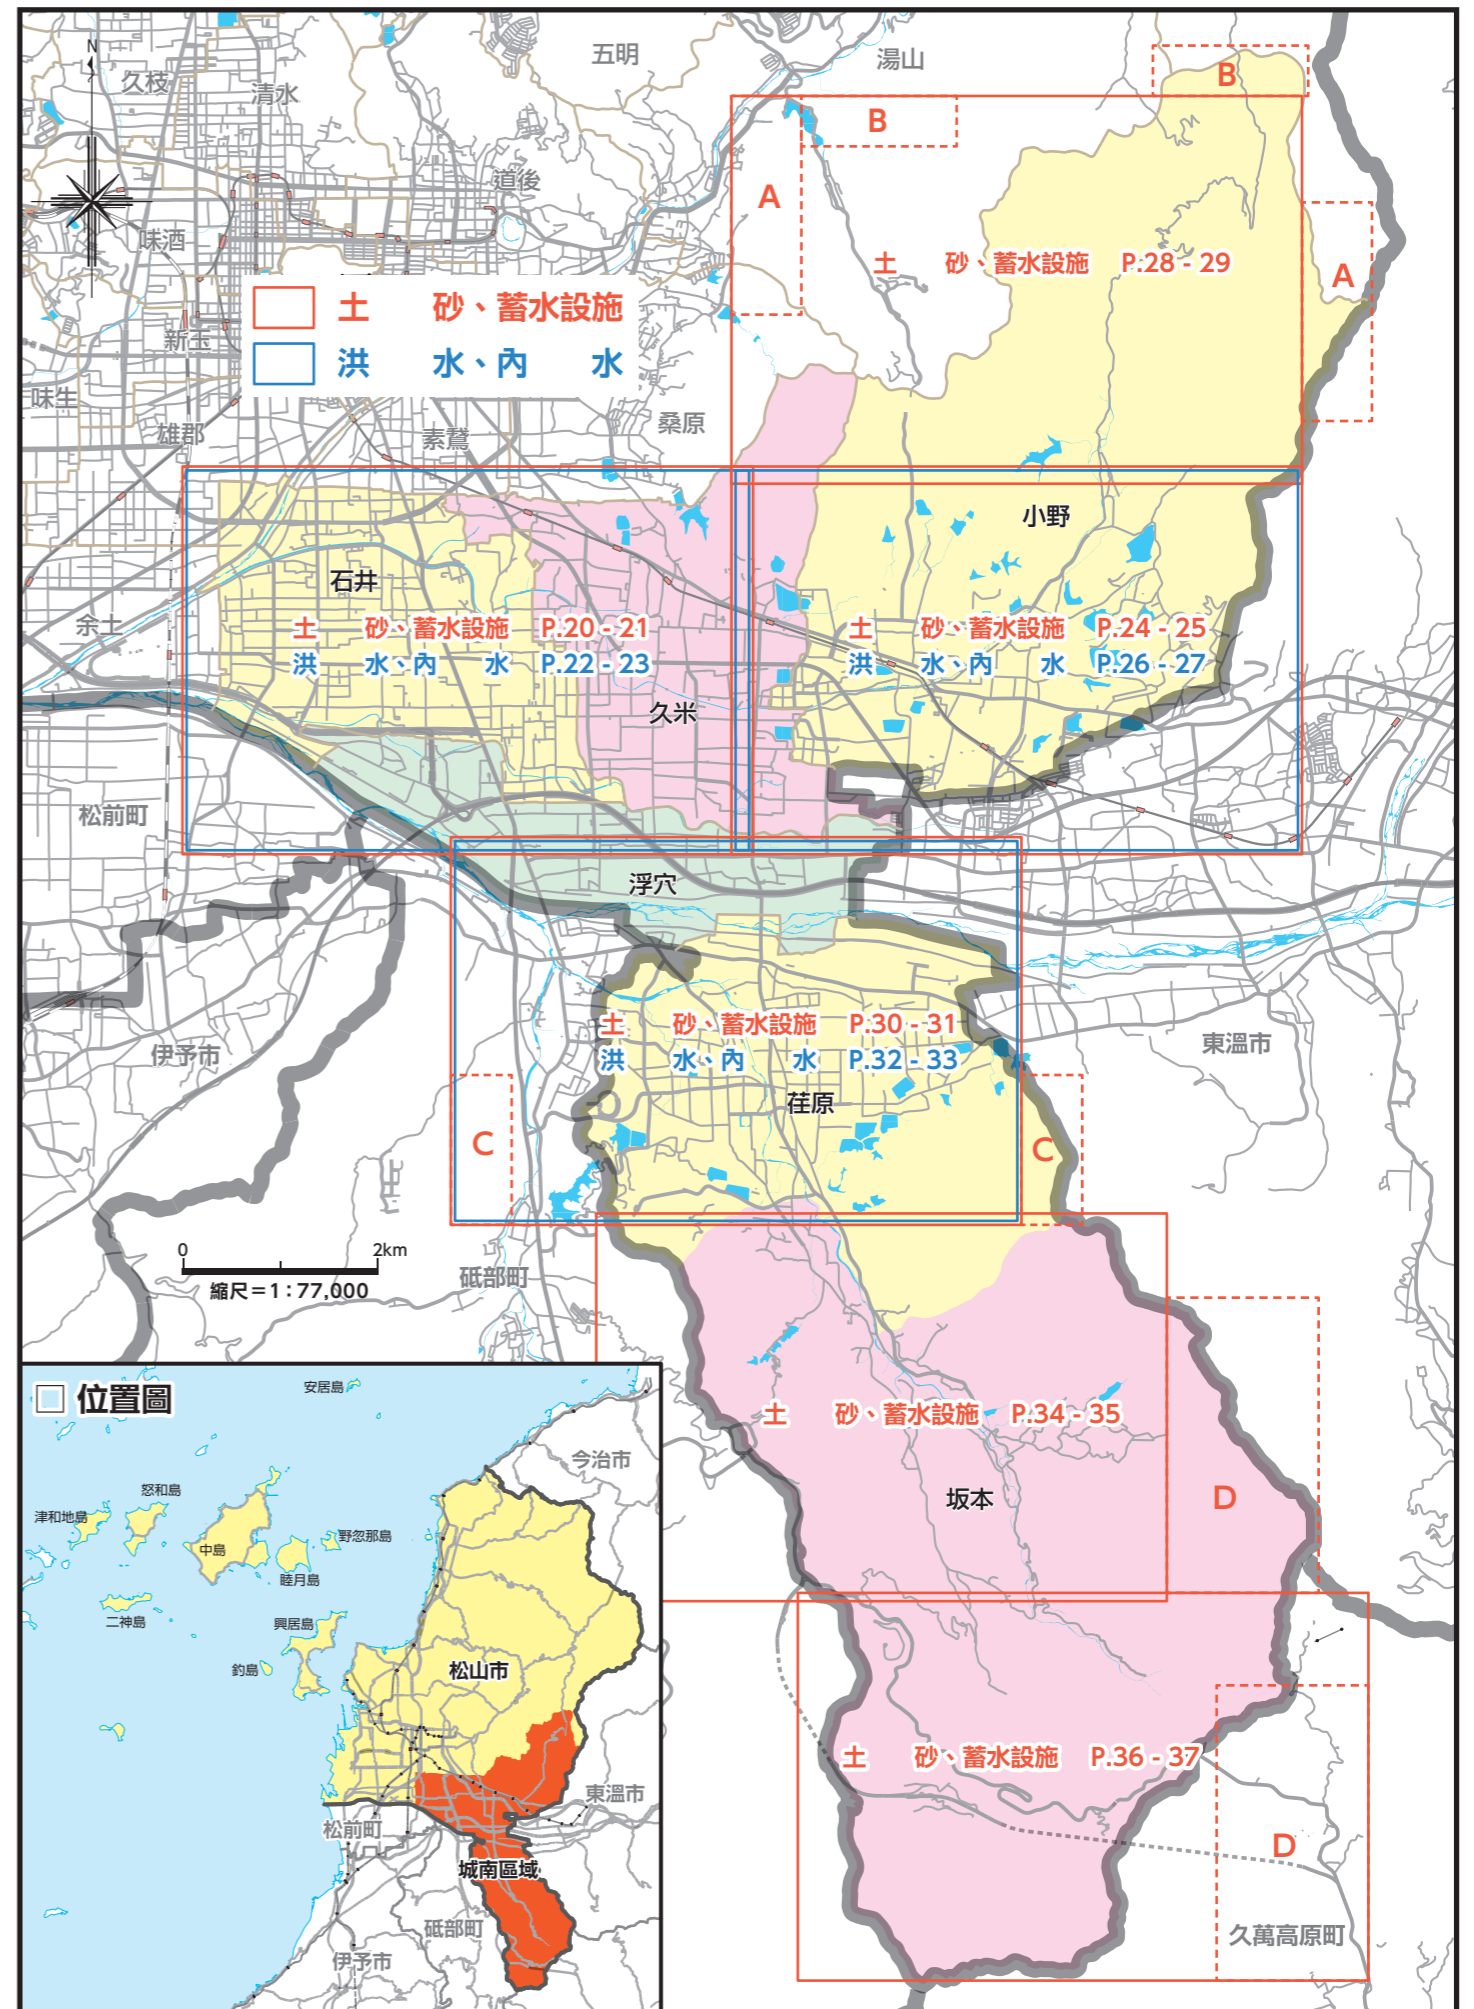 N
五明
湯山
B
久枝
清水
B
道後
A
味酒
土 砂、蓄水設施 P.28 - 29
A
土 砂、蓄水設施
新玉
洪 水、內 水
味生
雄郡
素鵞
桑原
小野
石井
余土
土 砂、蓄水設施 P.20 - 21
洪 水、內 水 P.22 - 23
土 砂、蓄水設施 P.24 - 25
洪 水、內 水 P.26 - 27
久米
松前町
浮穴
土 砂、蓄水設施 P.30 - 31
洪 水、內 水 P.32 - 33
伊予市
東溫市
荏原
C
C
0 2km
縮尺＝1：77,000
砥部町
位置圖
安居島
土 砂、蓄水設施 P.34 - 35
今治市
坂本
D
怒和島
津和地島
中島
野忽那島
睦月島
二神島
興居島
釣島
松山市
土 砂、蓄水設施 P.36 - 37
東溫市
松前町
D
城南區域
砥部町
久萬高原町
伊予市